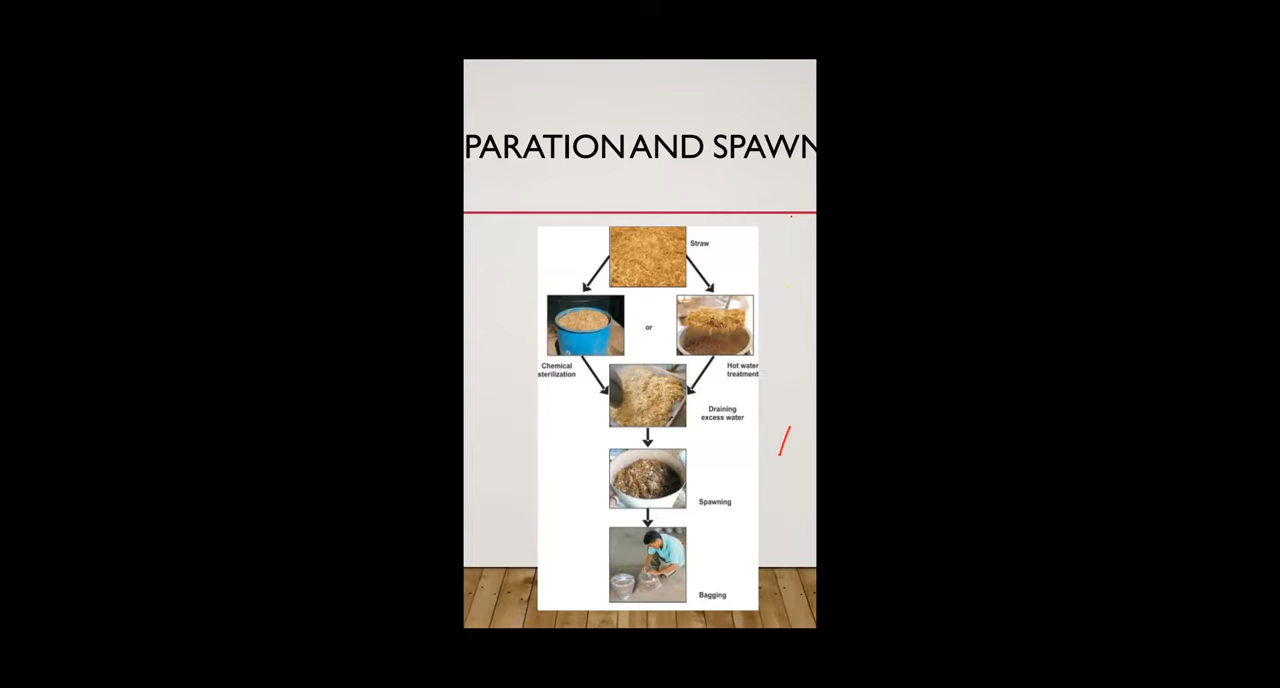 PARATION AND SPAWN
Straw
or
Chemical
sterilization
Hot water
treatment
Draining
excess water
Spawning
Bagging